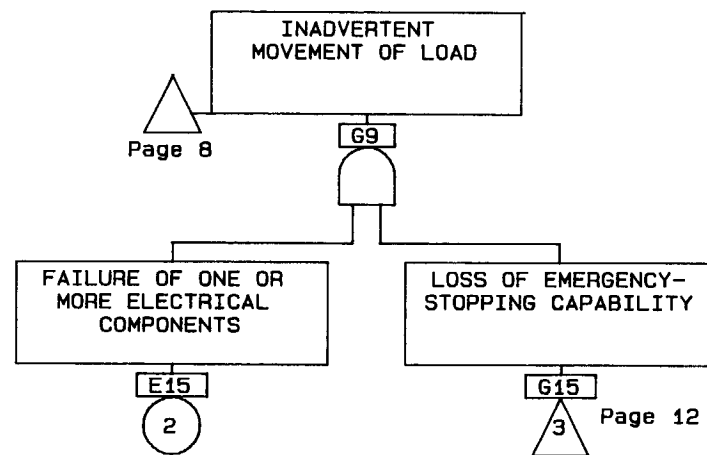 INADVERTENT
MOVEMENT OF LOAD
Page 8
G9
FAILURE OF ONE OR
MORE ELECTRICAL
COMPONENTS
LOSS OF EMERGENCY-
STOPPING CAPABILITY
E15
G15
2
3
Page 12